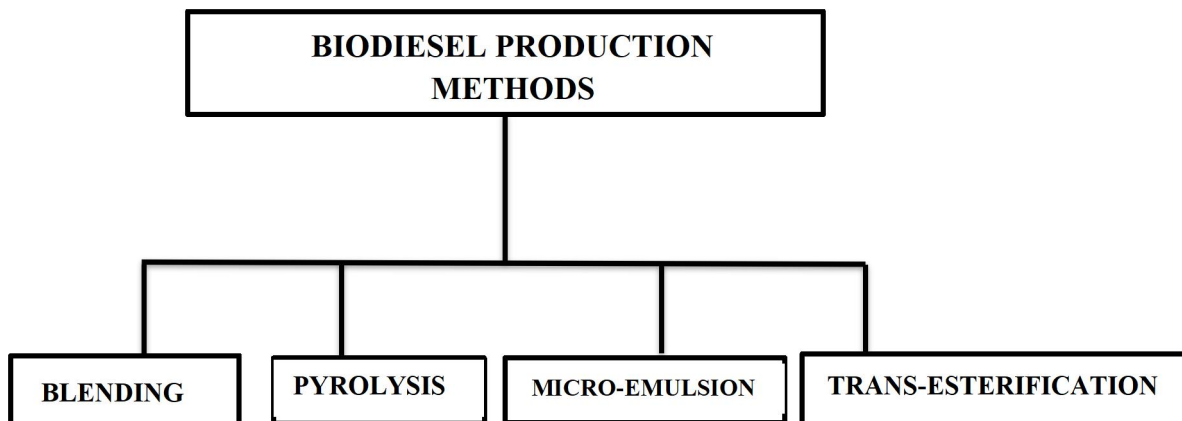 BIODIESEL PRODUCTION
METHODS
BLENDING
PYROLYSIS
MICRO-EMULSION
TRANS-ESTERIFICATION